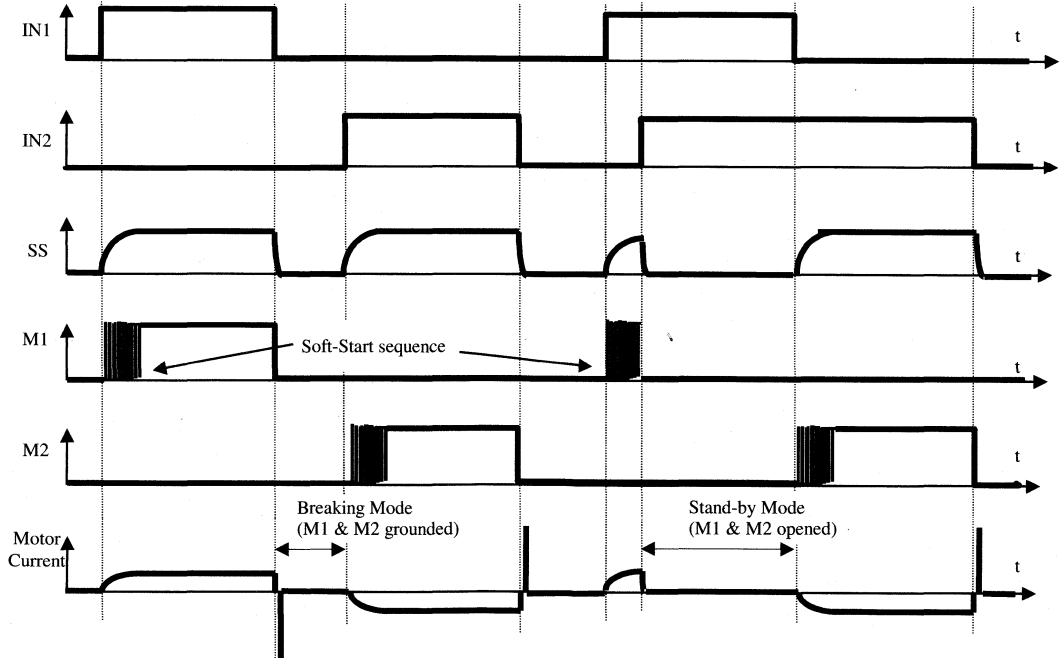 IN1
t
IN2
t
SS
t
M1
Soft-Start sequence
t
M2
t
Breaking Mode
(M1 & M2 grounded)
Stand-by Mode
(M1 & M2 opened)
Motor
Current
t